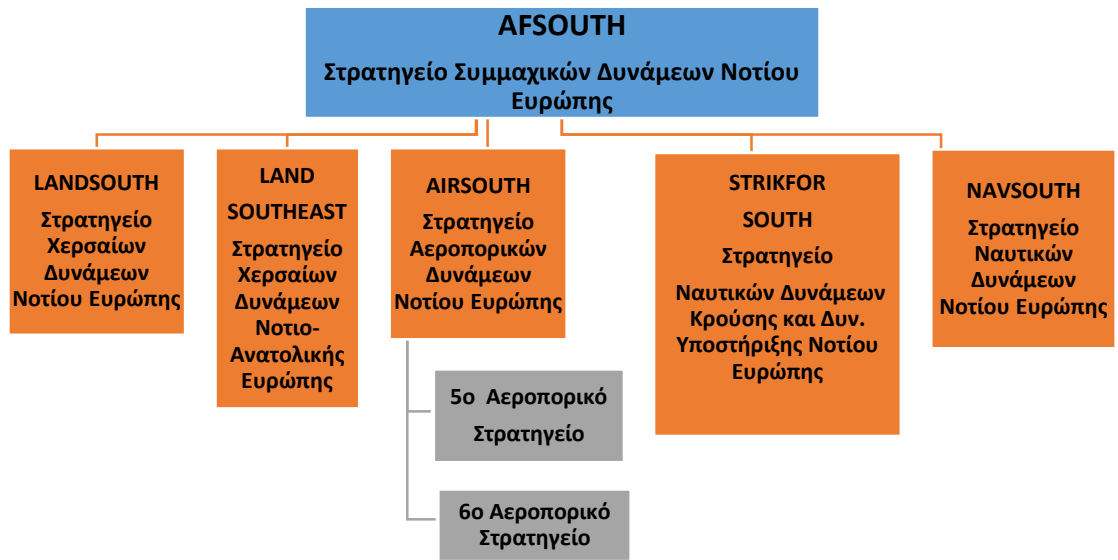 AFSOUTH
Στρατηγείο Συμμαχικών Δυνάμεων Νοτίου
Ευρώπης
LANDSOUTH
Στρατηγείο
Χερσαίων
Δυνάμεων
Νοτίου Ευρώπης
LAND
SOUTHEAST
Στρατηγείο
Χερσαίων
Δυνάμεων
Νοτιο-
Ανατολικής
Ευρώπης
AIRSOUTH
Στρατηγείο
Αεροπορικών
Δυνάμεων
Νοτίου Ευρώπης
STRIKFOR
SOUTH
Στρατηγείο
Ναυτικών Δυνάμεων
Κρούσης και Δυν.
Υποστήριξης Νοτίου
Ευρώπης
NAVSOUTH
Στρατηγείο
Ναυτικών
Δυνάμεων
Νοτίου Ευρώπης
5ο Αεροπορικό
Στρατηγείο
6ο Αεροπορικό
Στρατηγείο